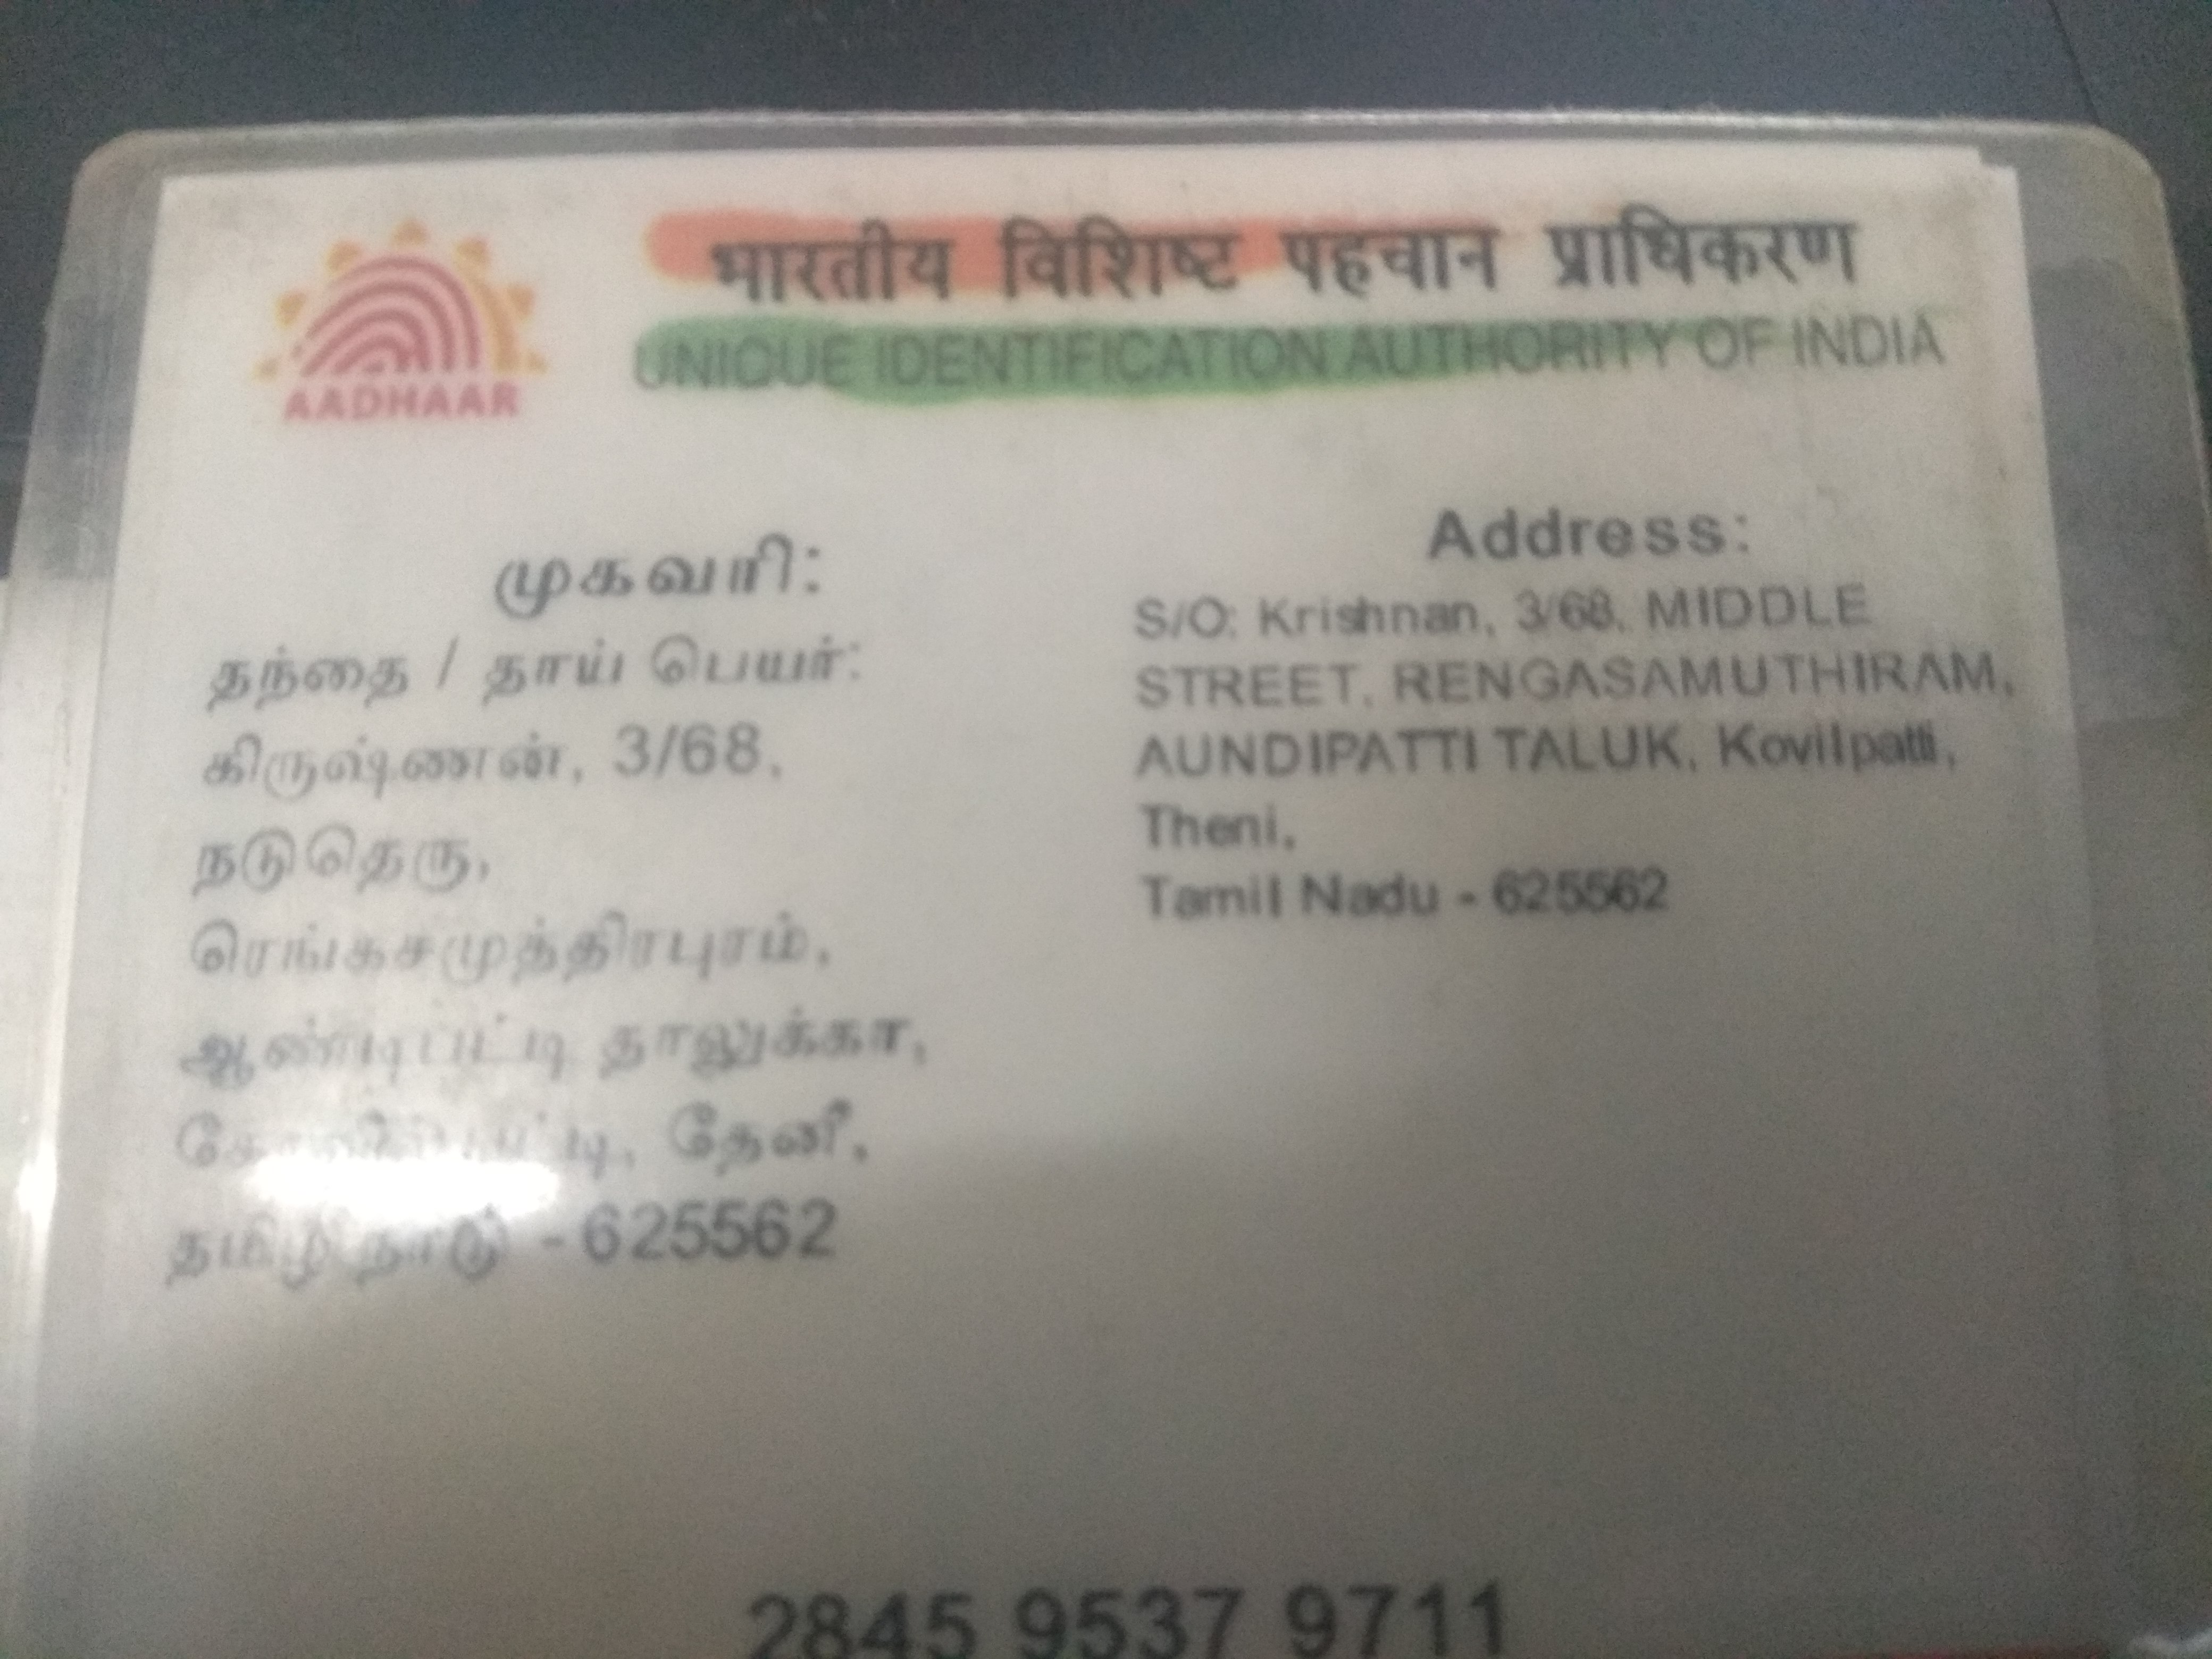 भारतीय विशिष्ट पहचान प्राधिकरण
UNIQUE IDENTIFICATION AUTHORITY OF INDIA
AADHAAR
முகவரி:
தந்தை / தாய் பெயர்:
கிருஷ்ணன், 3/68,
நடுதெரு,
ரெங்கசமுத்திரபுரம்,
ஆண்டிபட்டி தாலுக்கா,
தேனி,
தமிழ் நாடு - 625562
Address:
S/O: Krishnan, 3/68, MIDDLE
STREET, RENGASAMUTHIRAM,
AUNDIPATTI TALUK, Kovilpatti,
Theni,
Tamil Nadu - 625562
2845 9537 9711